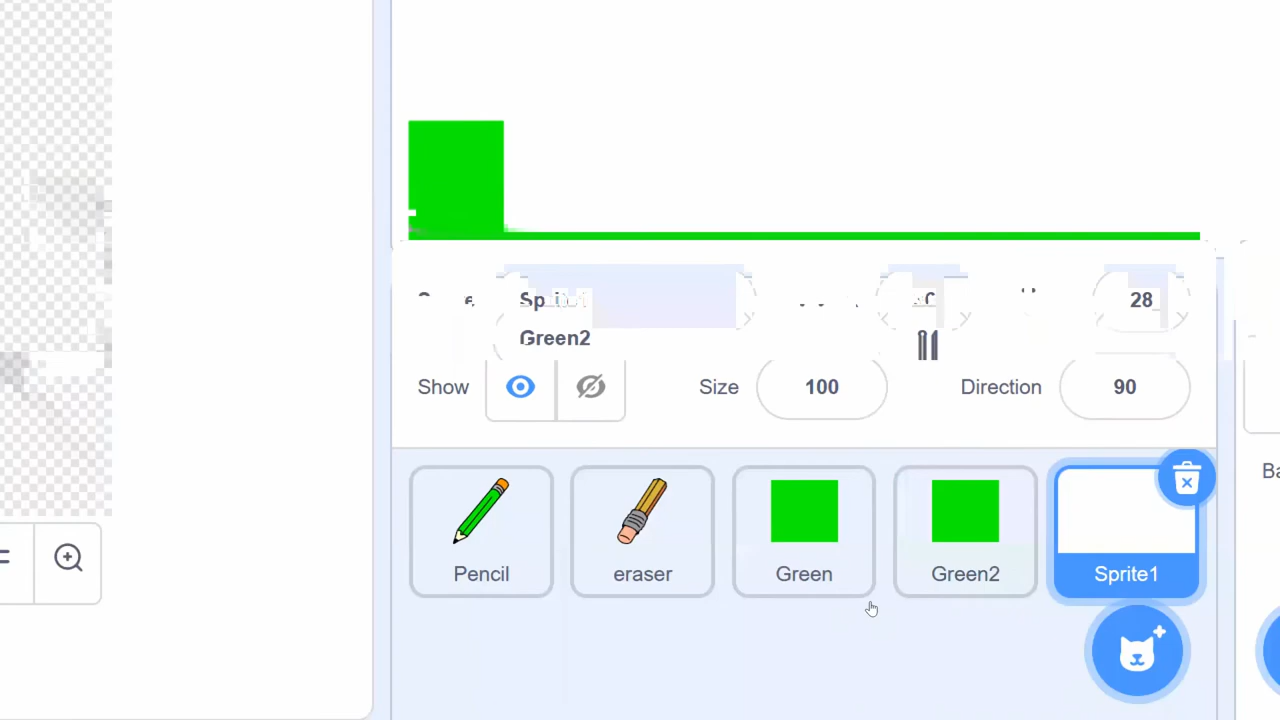 28
Green2
Show Size 100 Direction 90
Pencil eraser Green Green2 Sprite1